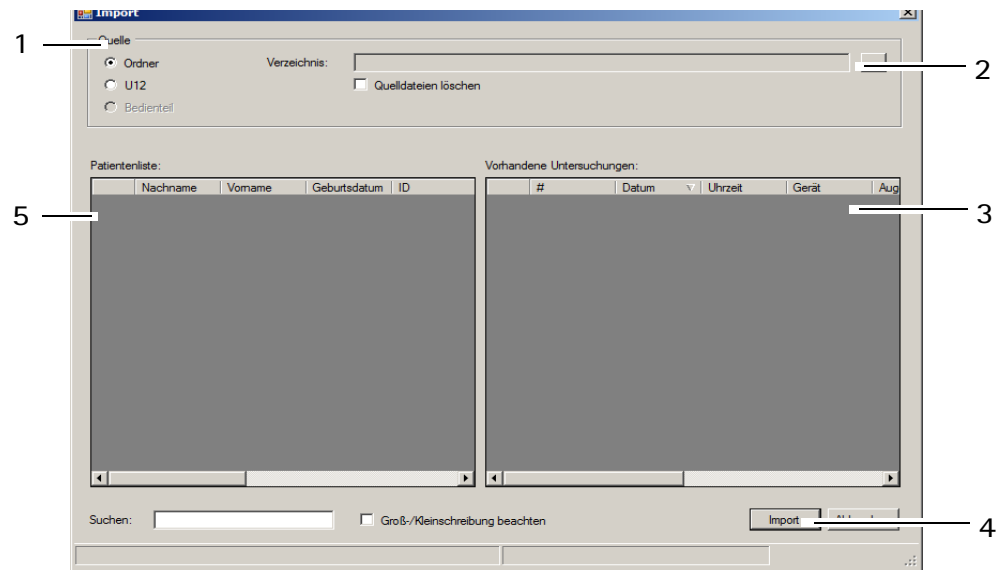 Import
1
Quelle
Ordner Verzeichnis:
2
U12 Quelldateien löschen
Bedienteil
Patientenliste: Vorhandene Untersuchungen:
Nachname Vorname Geburtsdatum ID # Datum Uhrzeit Gerät Aug
5
3
Suchen: Groß-/Kleinschreibung beachten Import
4